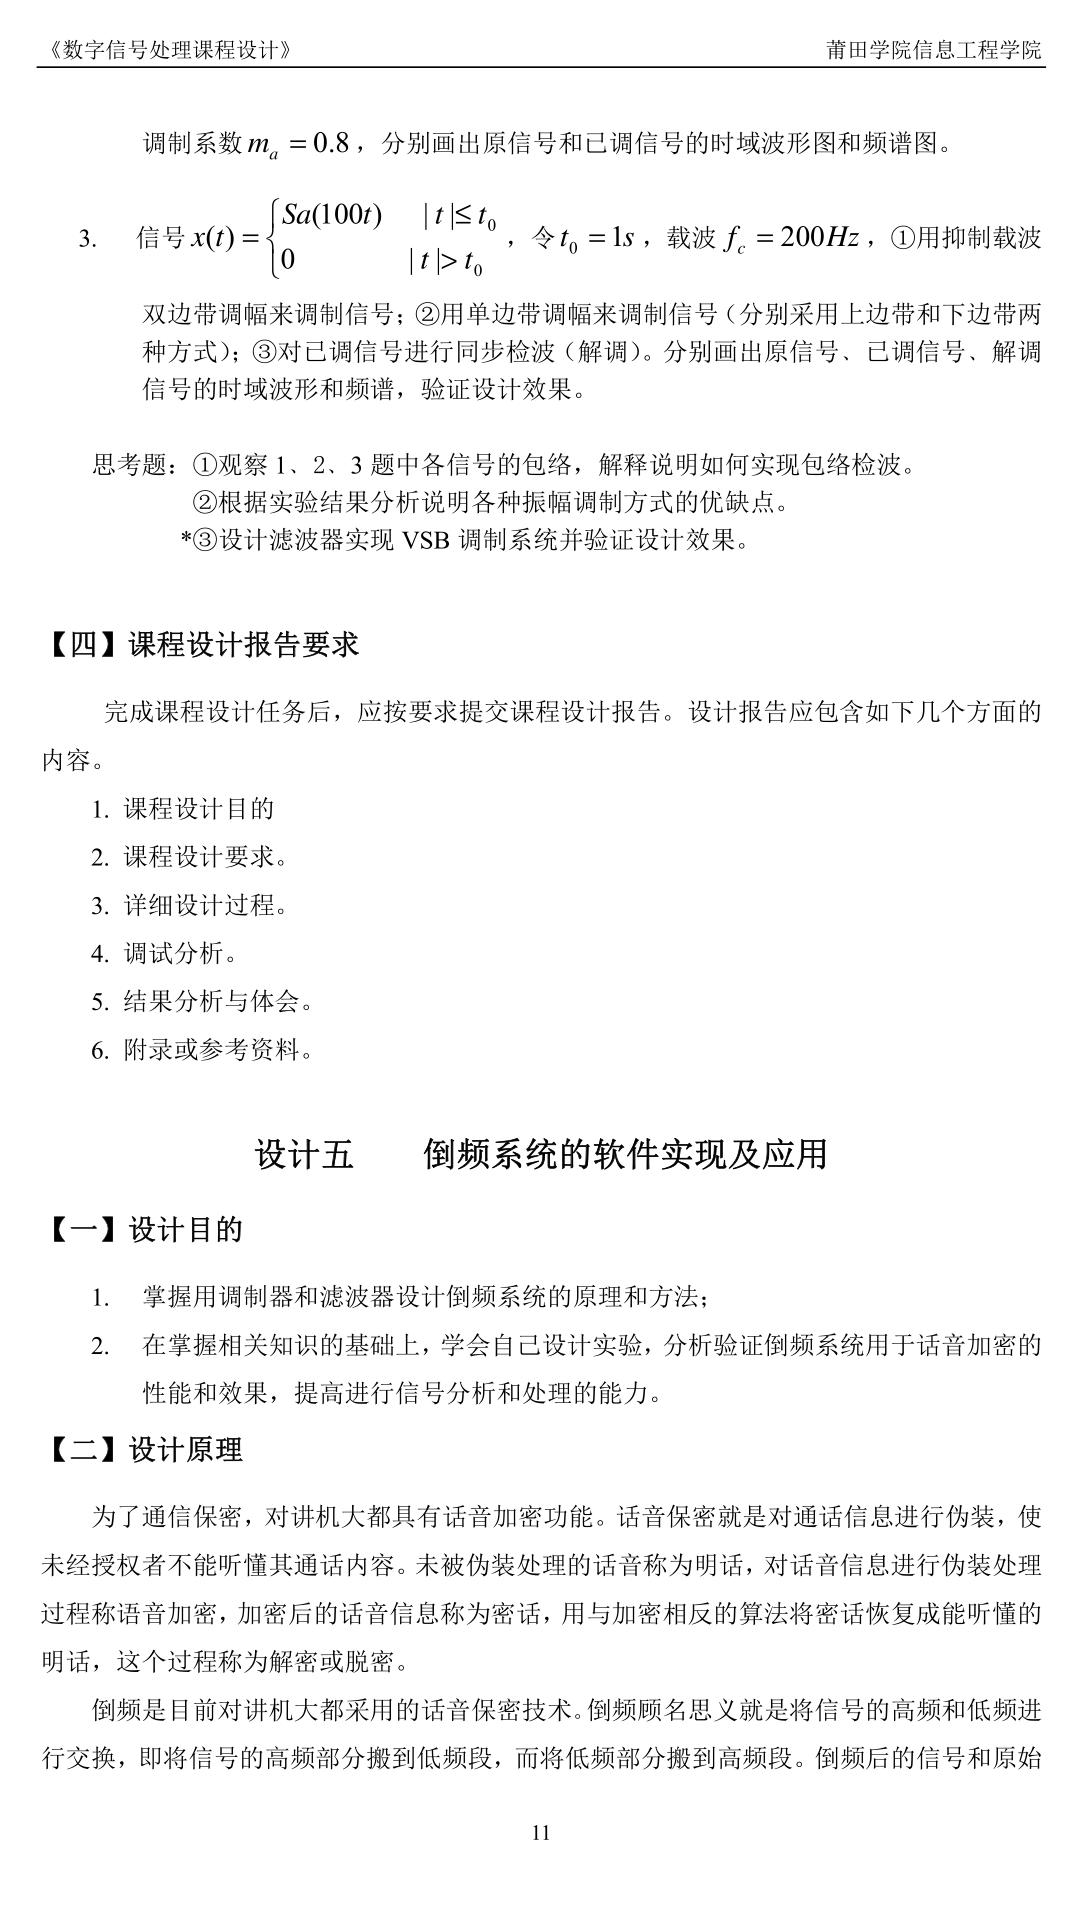 《数字信号处理课程设计》 莆田学院信息工程学院
调制系数 mₐ = 0.8，分别画出原信号和已调信号的时域波形图和频谱图。
3. 信号 x(t) = { Sa(100t) | t |≤ t₀ ; 0 | t |> t₀ ，令 t₀ = 1s，载波 f_c = 200Hz，①用抑制载波
双边带调幅来调制信号；②用单边带调幅来调制信号（分别采用上边带和下边带两
种方式）；③对已调信号进行同步检波（解调）。分别画出原信号、已调信号、解调
信号的时域波形和频谱，验证设计效果。
思考题：①观察 1、2、3 题中各信号的包络，解释说明如何实现包络检波。
②根据实验结果分析说明各种振幅调制方式的优缺点。
*③设计滤波器实现 VSB 调制系统并验证设计效果。
【四】课程设计报告要求
完成课程设计任务后，应按要求提交课程设计报告。设计报告应包含如下几个方面的
内容。
1. 课程设计目的
2. 课程设计要求。
3. 详细设计过程。
4. 调试分析。
5. 结果分析与体会。
6. 附录或参考资料。
设计五 倒频系统的软件实现及应用
【一】设计目的
1. 掌握用调制器和滤波器设计倒频系统的原理和方法；
2. 在掌握相关知识的基础上，学会自己设计实验，分析验证倒频系统用于话音加密的
性能和效果，提高进行信号分析和处理的能力。
【二】设计原理
为了通信保密，对讲机大都具有话音加密功能。话音保密就是对通话信息进行伪装，使
未经授权者不能听懂其通话内容。未被伪装处理的话音称为明话，对话音信息进行伪装处理
过程称语音加密，加密后的话音信息称为密话，用与加密相反的算法将密话恢复成能听懂的
明话，这个过程称为解密或脱密。
倒频是目前对讲机大都采用的话音保密技术。倒频顾名思义就是将信号的高频和低频进
行交换，即将信号的高频部分搬到低频段，而将低频部分搬到高频段。倒频后的信号和原始
11